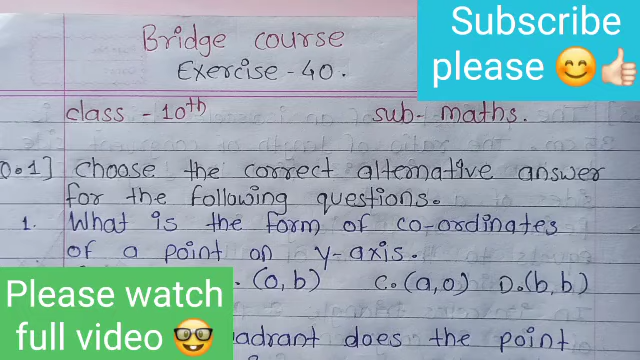 Subscribe
please 😊👍🏻
Bridge course
Exercise - 40.
class - 10th sub- maths.
Q.1] Choose the correct alternative answer
for the following questions.
1. What is the form of co-ordinates
of a point on y-axis.
(0,b) C.(a,0) D.(b,b)
Please watch
full video 🤓
does the point